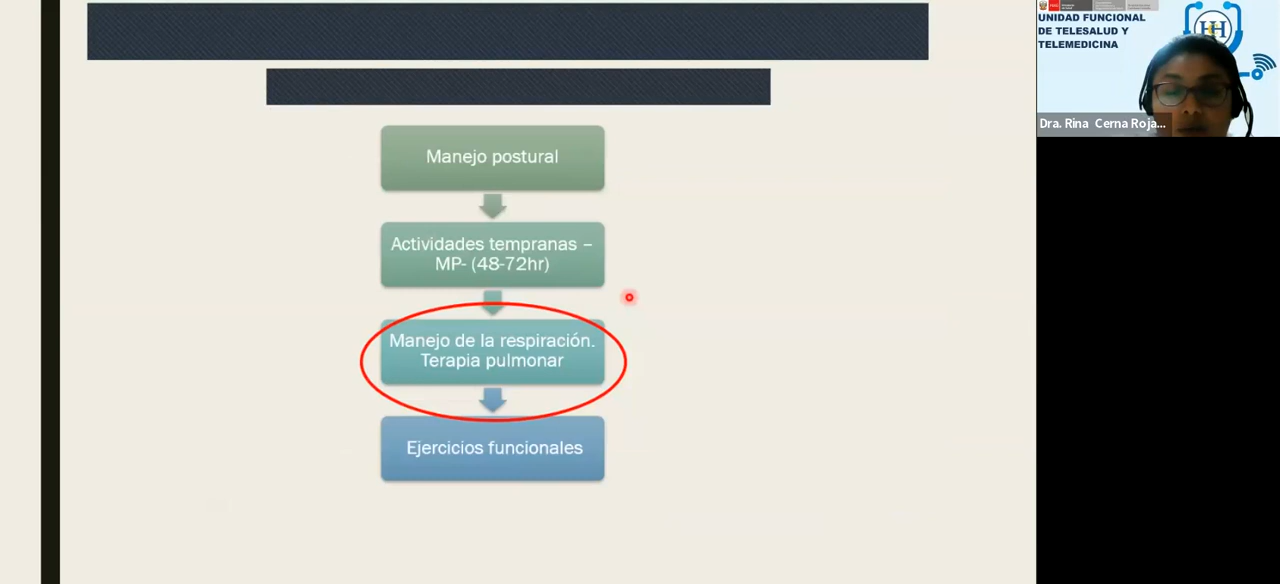 Manejo postural
Actividades tempranas –
MP- (48-72hr)
Manejo de la respiración.
Terapia pulmonar
Ejercicios funcionales
UNIDAD FUNCIONAL
DE TELESALUD Y
TELEMEDICINA
Dra. Rina Cerna Roja...